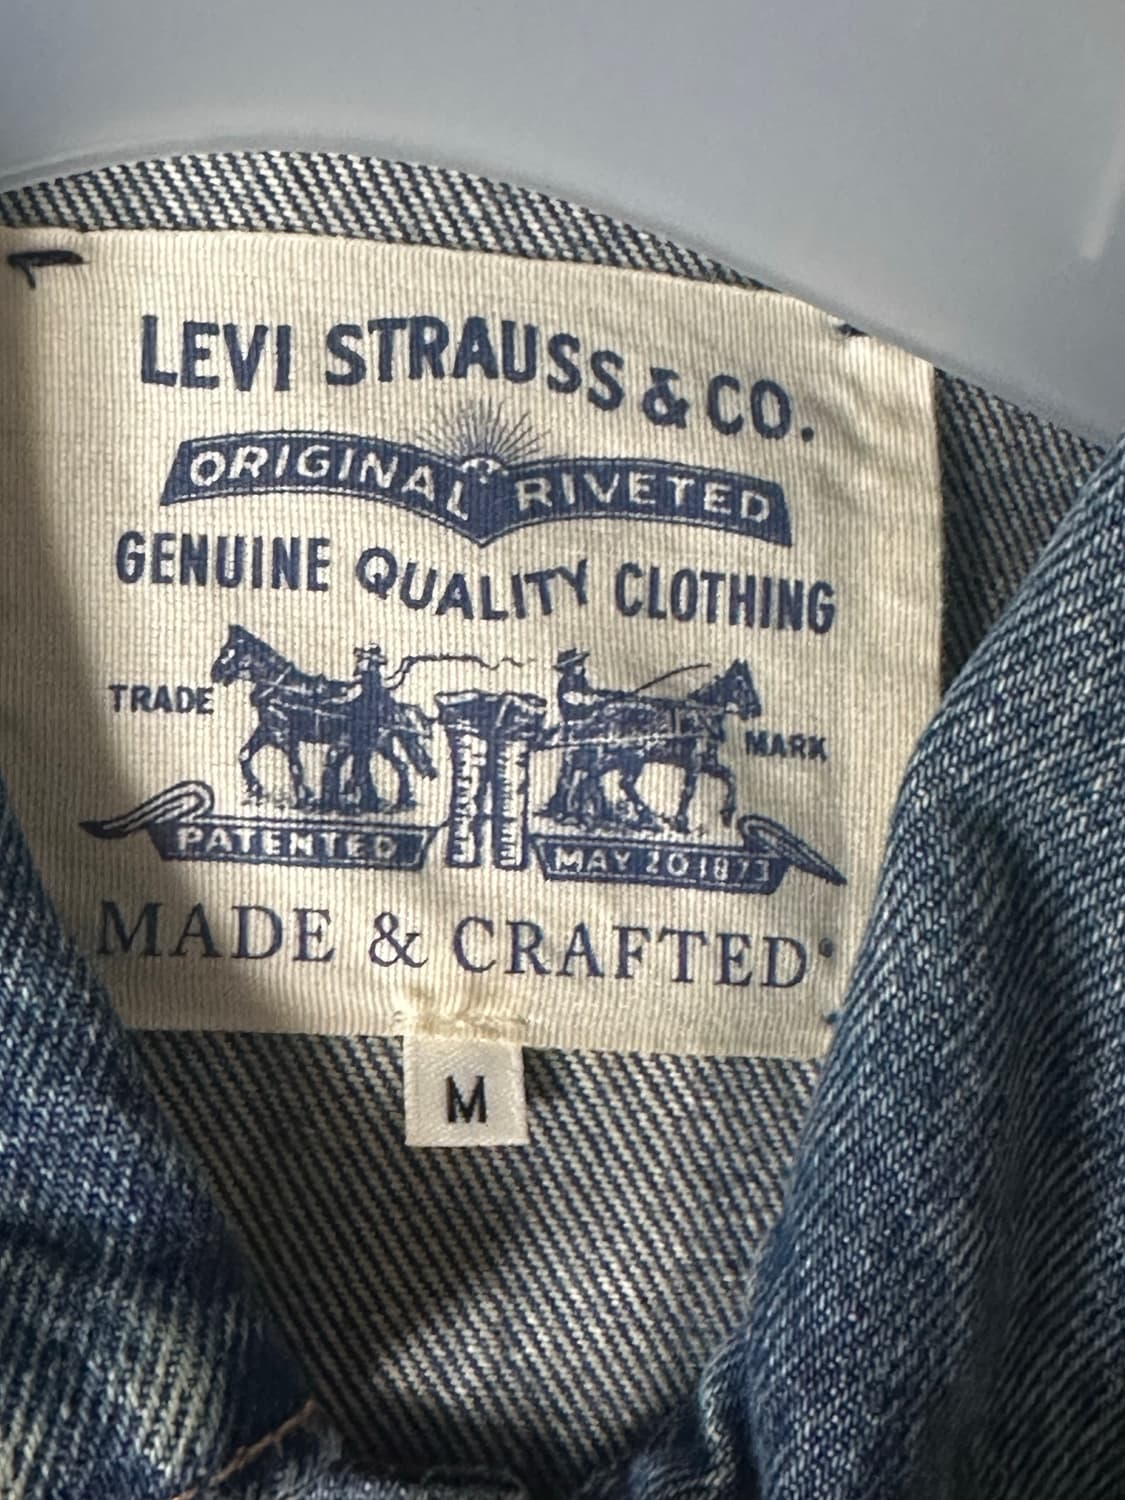 LEVI STRAUSS & CO.
ORIGINAL RIVETED
GENUINE QUALITY CLOTHING
TRADE MARK
PATENTED MAY 20 1873
MADE & CRAFTED®
M